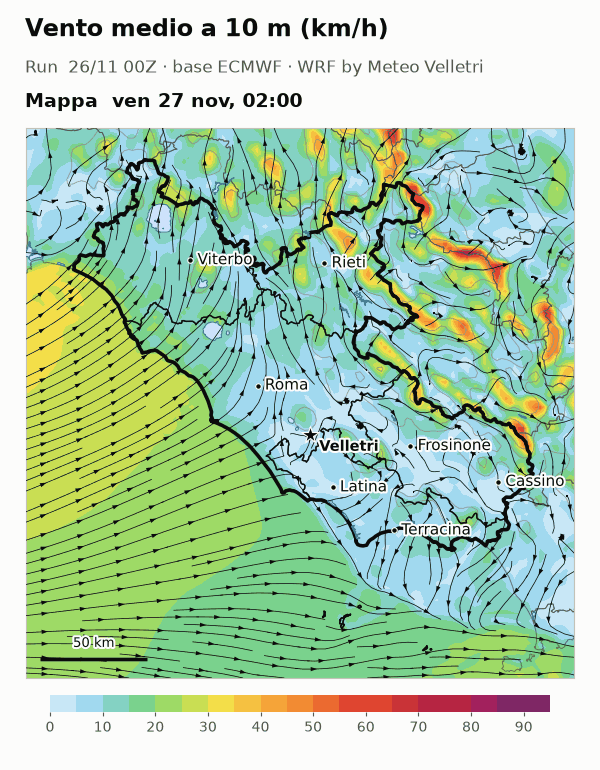 Vento medio a 10 m (km/h)
Run  26/11 00Z · base ECMWF · WRF by Meteo Velletri
Mappa  ven 27 nov, 02:00
Viterbo
Rieti
Roma
Velletri
Frosinone
Latina
Cassino
Terracina
50 km
0 10 20 30 40 50 60 70 80 90